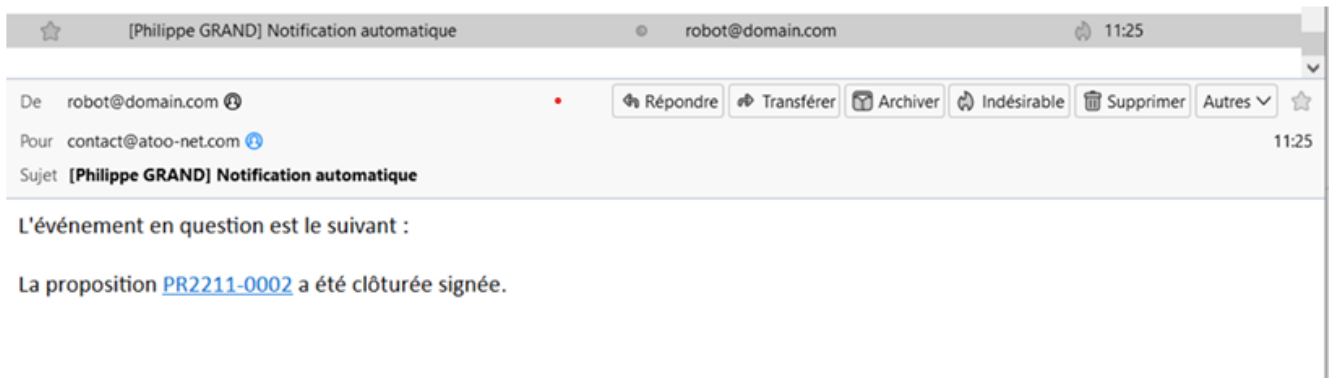 [Philippe GRAND] Notification automatique robot@domain.com 11:25
De robot@domain.com
Répondre Transférer Archiver Indésirable Supprimer Autres
Pour contact@atoo-net.com 11:25
Sujet [Philippe GRAND] Notification automatique
L'événement en question est le suivant :
La proposition PR2211-0002 a été clôturée signée.